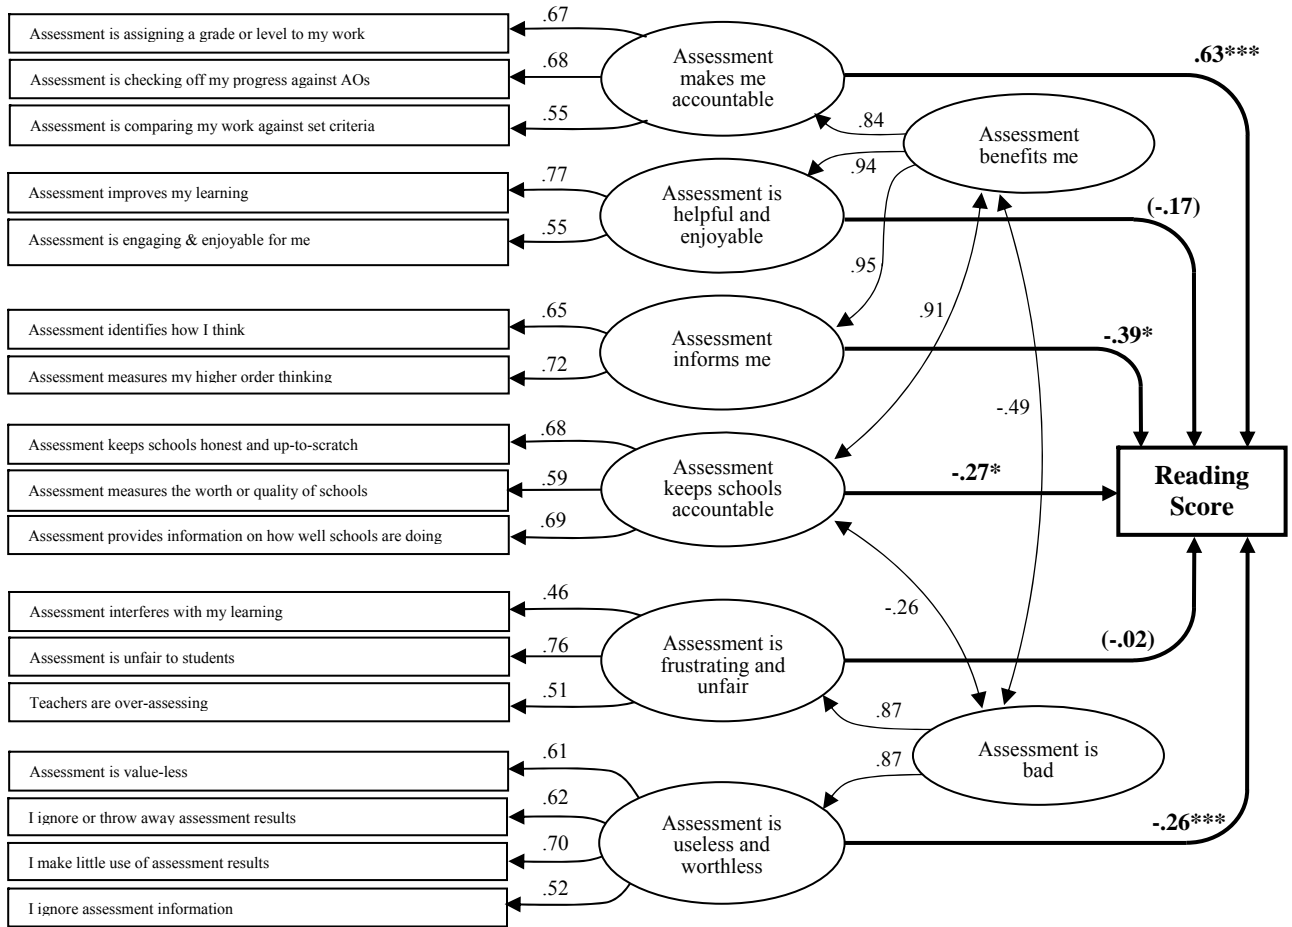 Assessment is assigning a grade or level to my work
Assessment is checking off my progress against AOs
Assessment is comparing my work against set criteria
Assessment improves my learning
Assessment is engaging & enjoyable for me
Assessment identifies how I think
Assessment measures my higher order thinking
Assessment keeps schools honest and up-to-scratch
Assessment measures the worth or quality of schools
Assessment provides information on how well schools are doing
Assessment interferes with my learning
Assessment is unfair to students
Teachers are over-assessing
Assessment is value-less
I ignore or throw away assessment results
I make little use of assessment results
I ignore assessment information
.67
.68
.55
.77
.55
.65
.72
.68
.59
.69
.46
.76
.51
.61
.62
.70
.52
Assessment
makes me
accountable
Assessment is
helpful and
enjoyable
Assessment
informs me
Assessment
keeps schools
accountable
Assessment is
frustrating and
unfair
Assessment is
useless and
worthless
.84
.94
.95
.91
-.49
-.26
.87
.87
Assessment
benefits me
Assessment is
bad
.63***
(-.17)
-.39*
-.27*
(-.02)
-.26***
Reading
Score